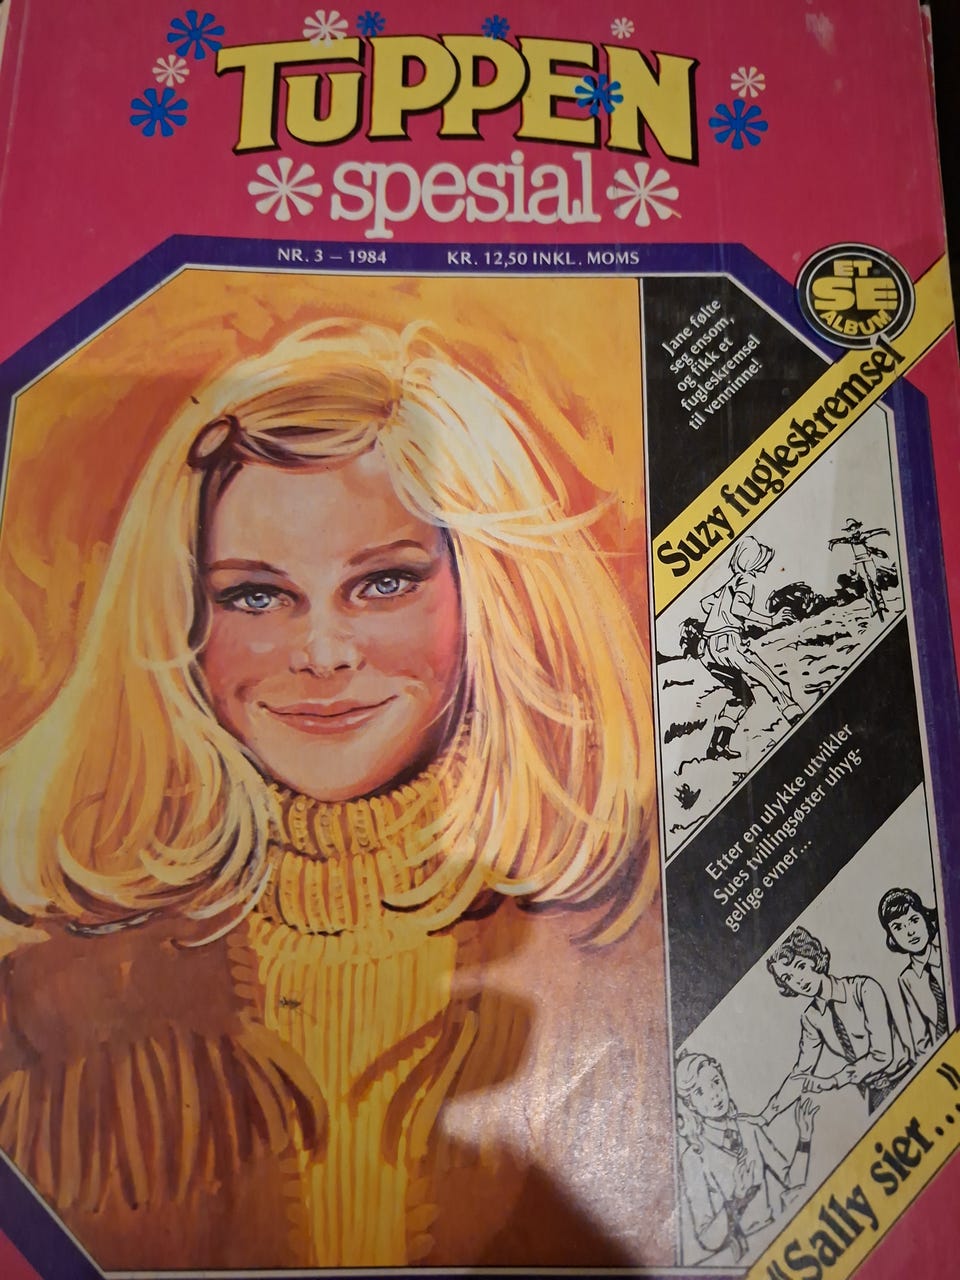 TUPPEN
spesial
NR. 3 – 1984 KR. 12,50 INKL. MOMS
ET
SE
ALBUM
Jane følte
seg ensom,
og fikk et
fugleskremsel
til venninne!
Suzy fugleskremsel
Etter en ulykke utvikler
Sues tvillingsøster uhyg-
gelige evner...
"Sally sier..."